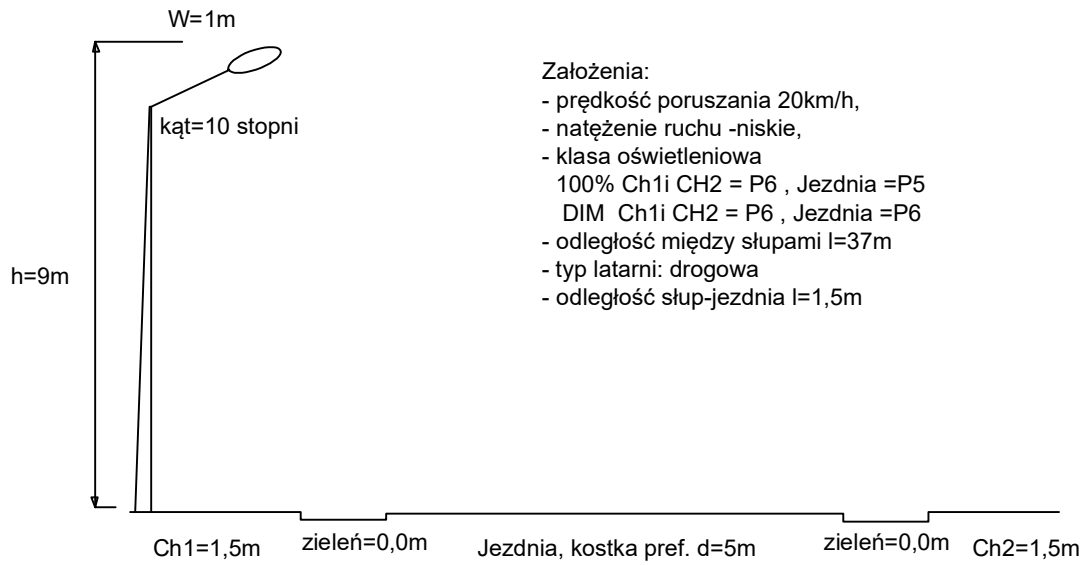 W=1m
kąt=10 stopni
h=9m
Założenia:
- prędkość poruszania 20km/h,
- natężenie ruchu -niskie,
- klasa oświetleniowa
100% Ch1i CH2 = P6 , Jezdnia =P5
DIM Ch1i CH2 = P6 , Jezdnia =P6
- odległość między słupami l=37m
- typ latarni: drogowa
- odległość słup-jezdnia l=1,5m
Ch1=1,5m
zieleń=0,0m
Jezdnia, kostka pref. d=5m
zieleń=0,0m
Ch2=1,5m